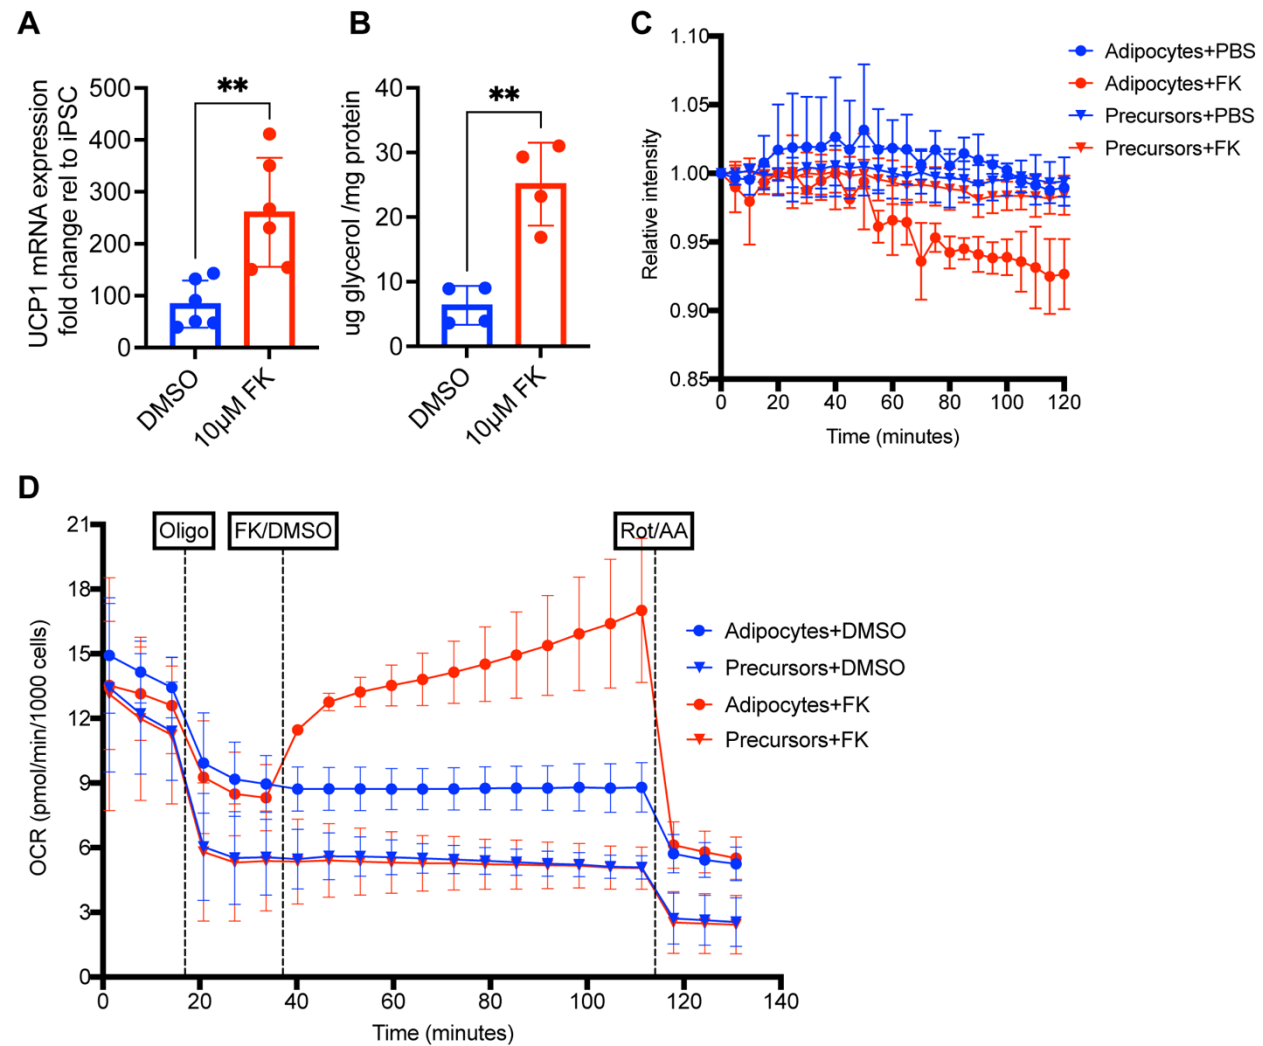 A
B
C
UCP1 mRNA expression
fold change rel to iPSC
500
400
300
200
100
0
**
DMSO
10µM FK
ug glycerol /mg protein
40
30
20
10
0
**
DMSO
10µM FK
Relative intensity
1.10
1.05
1.00
0.95
0.90
0.85
0
20
40
60
80
100
120
Time (minutes)
Adipocytes+PBS
Adipocytes+FK
Precursors+PBS
Precursors+FK
D
Oligo
FK/DMSO
Rot/AA
OCR (pmol/min/1000 cells)
21
18
15
12
9
6
3
0
0
20
40
60
80
100
120
140
Time (minutes)
Adipocytes+DMSO
Precursors+DMSO
Adipocytes+FK
Precursors+FK